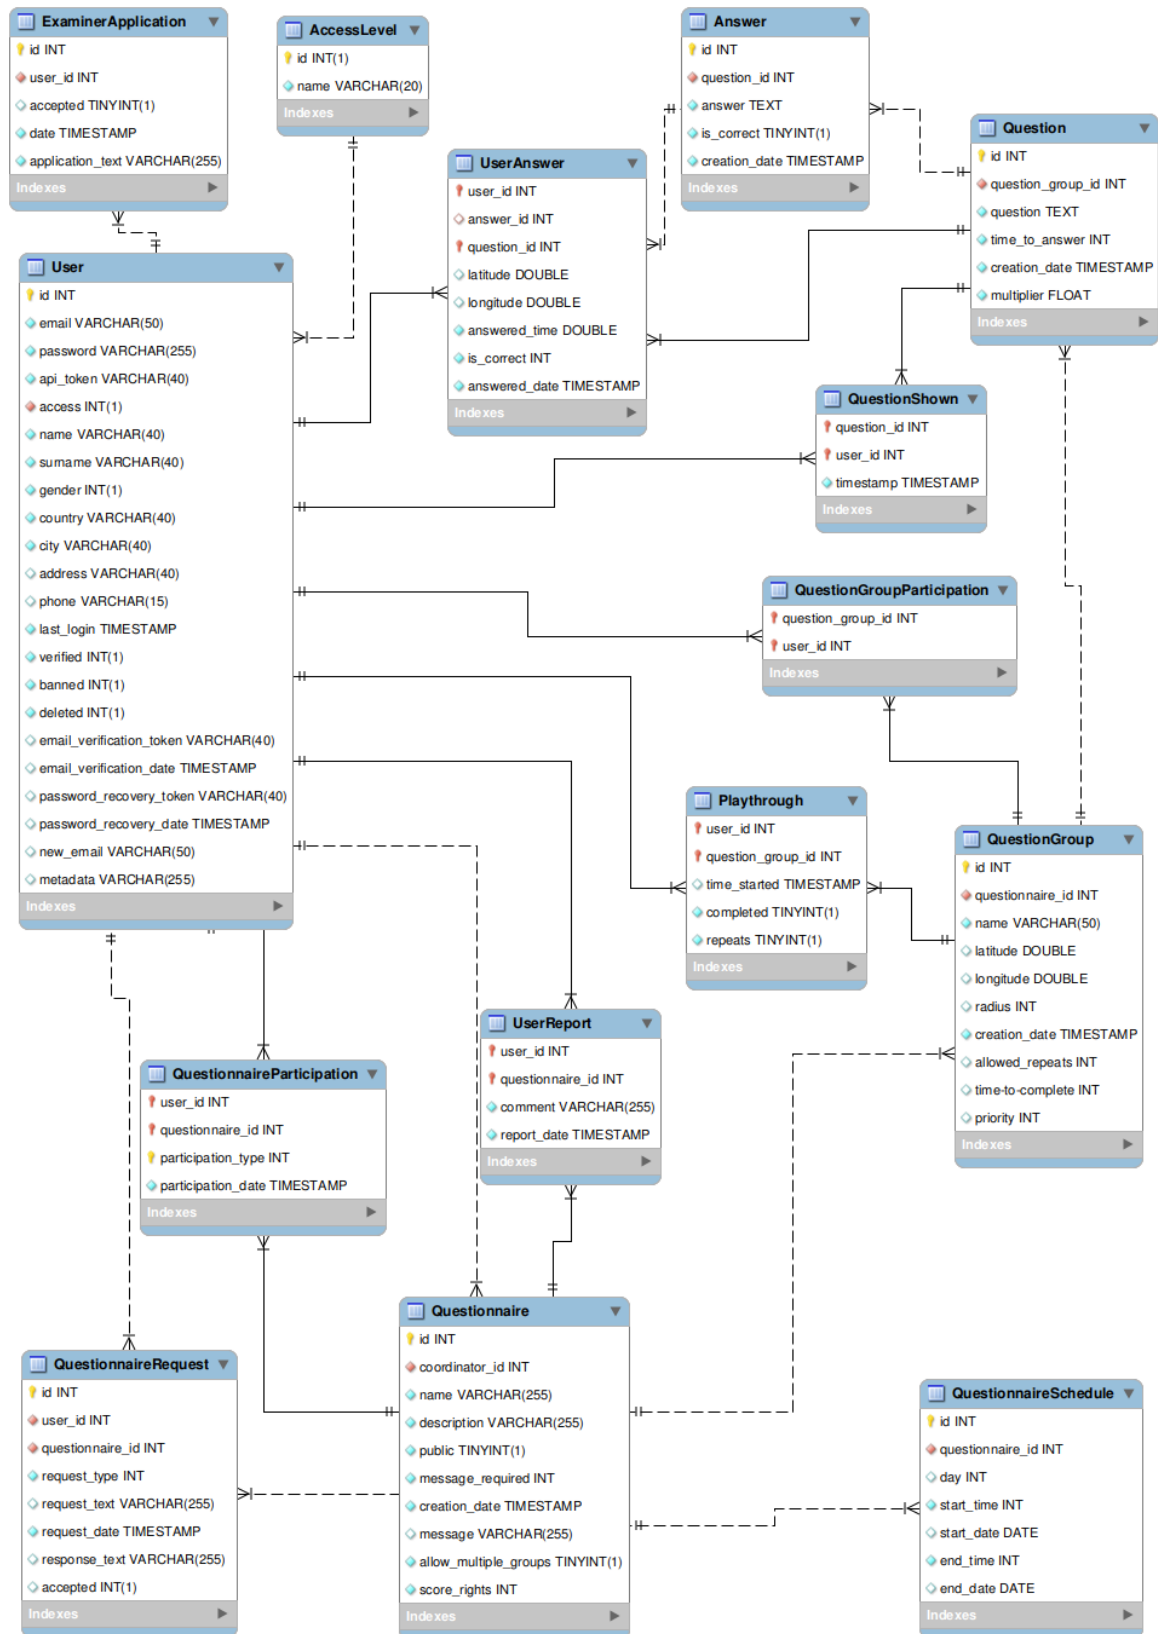 ExaminerApplication
id INT
user_id INT
accepted TINYINT(1)
date TIMESTAMP
application_text VARCHAR(255)
Indexes
AccessLevel
id INT(1)
name VARCHAR(20)
Indexes
Answer
id INT
question_id INT
answer TEXT
is_correct TINYINT(1)
creation_date TIMESTAMP
Indexes
Question
id INT
question_group_id INT
question TEXT
time_to_answer INT
creation_date TIMESTAMP
multiplier FLOAT
Indexes
UserAnswer
user_id INT
answer_id INT
question_id INT
latitude DOUBLE
longitude DOUBLE
answered_time DOUBLE
is_correct INT
answered_date TIMESTAMP
Indexes
User
id INT
email VARCHAR(50)
password VARCHAR(255)
api_token VARCHAR(40)
access INT(1)
name VARCHAR(40)
surname VARCHAR(40)
gender INT(1)
country VARCHAR(40)
city VARCHAR(40)
address VARCHAR(40)
phone VARCHAR(15)
last_login TIMESTAMP
verified INT(1)
banned INT(1)
deleted INT(1)
email_verification_token VARCHAR(40)
email_verification_date TIMESTAMP
password_recovery_token VARCHAR(40)
password_recovery_date TIMESTAMP
new_email VARCHAR(50)
metadata VARCHAR(255)
Indexes
QuestionShown
question_id INT
user_id INT
timestamp TIMESTAMP
Indexes
QuestionGroupParticipation
question_group_id INT
user_id INT
Indexes
Playthrough
user_id INT
question_group_id INT
time_started TIMESTAMP
completed TINYINT(1)
repeats TINYINT(1)
Indexes
QuestionGroup
id INT
questionnaire_id INT
name VARCHAR(50)
latitude DOUBLE
longitude DOUBLE
radius INT
creation_date TIMESTAMP
allowed_repeats INT
time-to-complete INT
priority INT
Indexes
UserReport
user_id INT
questionnaire_id INT
comment VARCHAR(255)
report_date TIMESTAMP
Indexes
QuestionnaireParticipation
user_id INT
questionnaire_id INT
participation_type INT
participation_date TIMESTAMP
Indexes
Questionnaire
id INT
coordinator_id INT
name VARCHAR(255)
description VARCHAR(255)
public TINYINT(1)
message_required INT
creation_date TIMESTAMP
message VARCHAR(255)
allow_multiple_groups TINYINT(1)
score_rights INT
Indexes
QuestionnaireRequest
id INT
user_id INT
questionnaire_id INT
request_type INT
request_text VARCHAR(255)
request_date TIMESTAMP
response_text VARCHAR(255)
accepted INT(1)
Indexes
QuestionnaireSchedule
id INT
questionnaire_id INT
day INT
start_time INT
start_date DATE
end_time INT
end_date DATE
Indexes